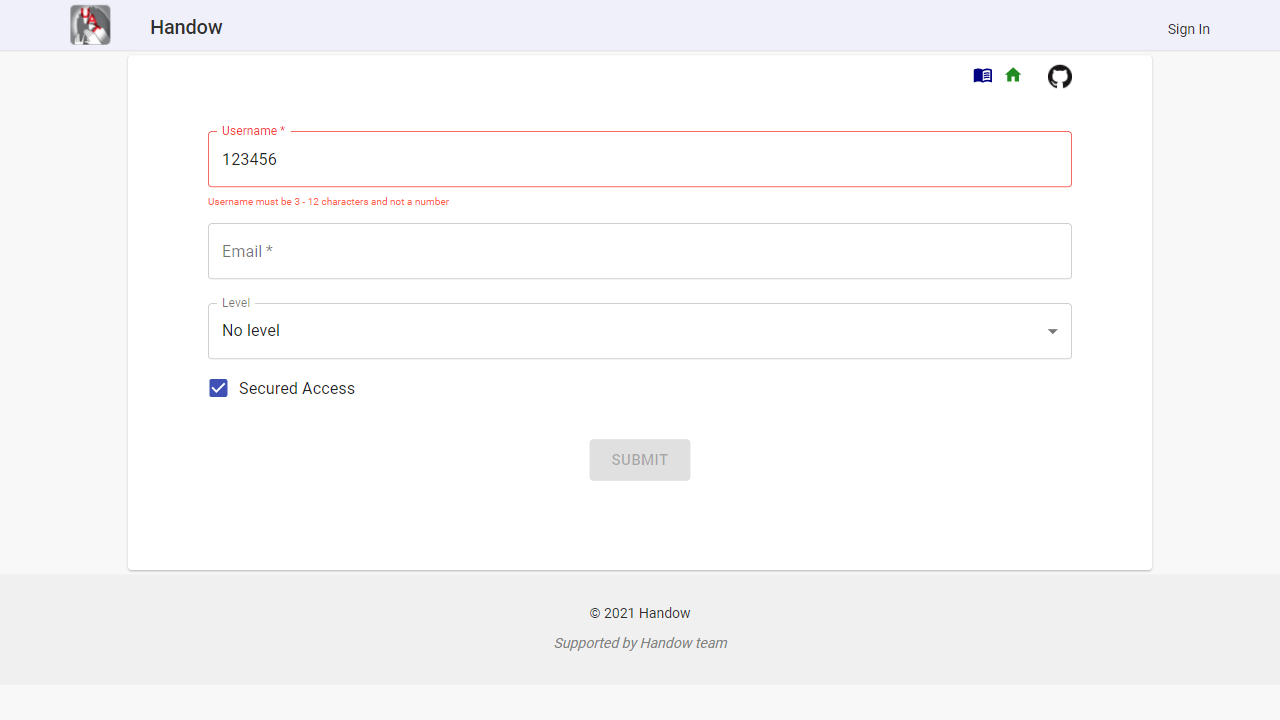 Handow
Sign In
Username *
123456
Username must be 3 - 12 characters and not a number
Email *
Level
No level
Secured Access
SUBMIT
© 2021 Handow
Supported by Handow team